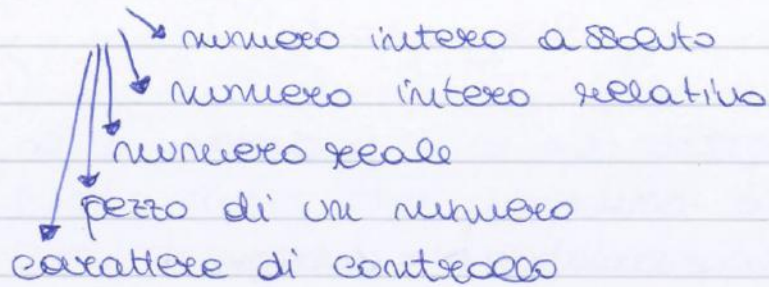 numero intero assoluto
numero intero relativo
numero reale
pezzo di un numero
carattere di controllo